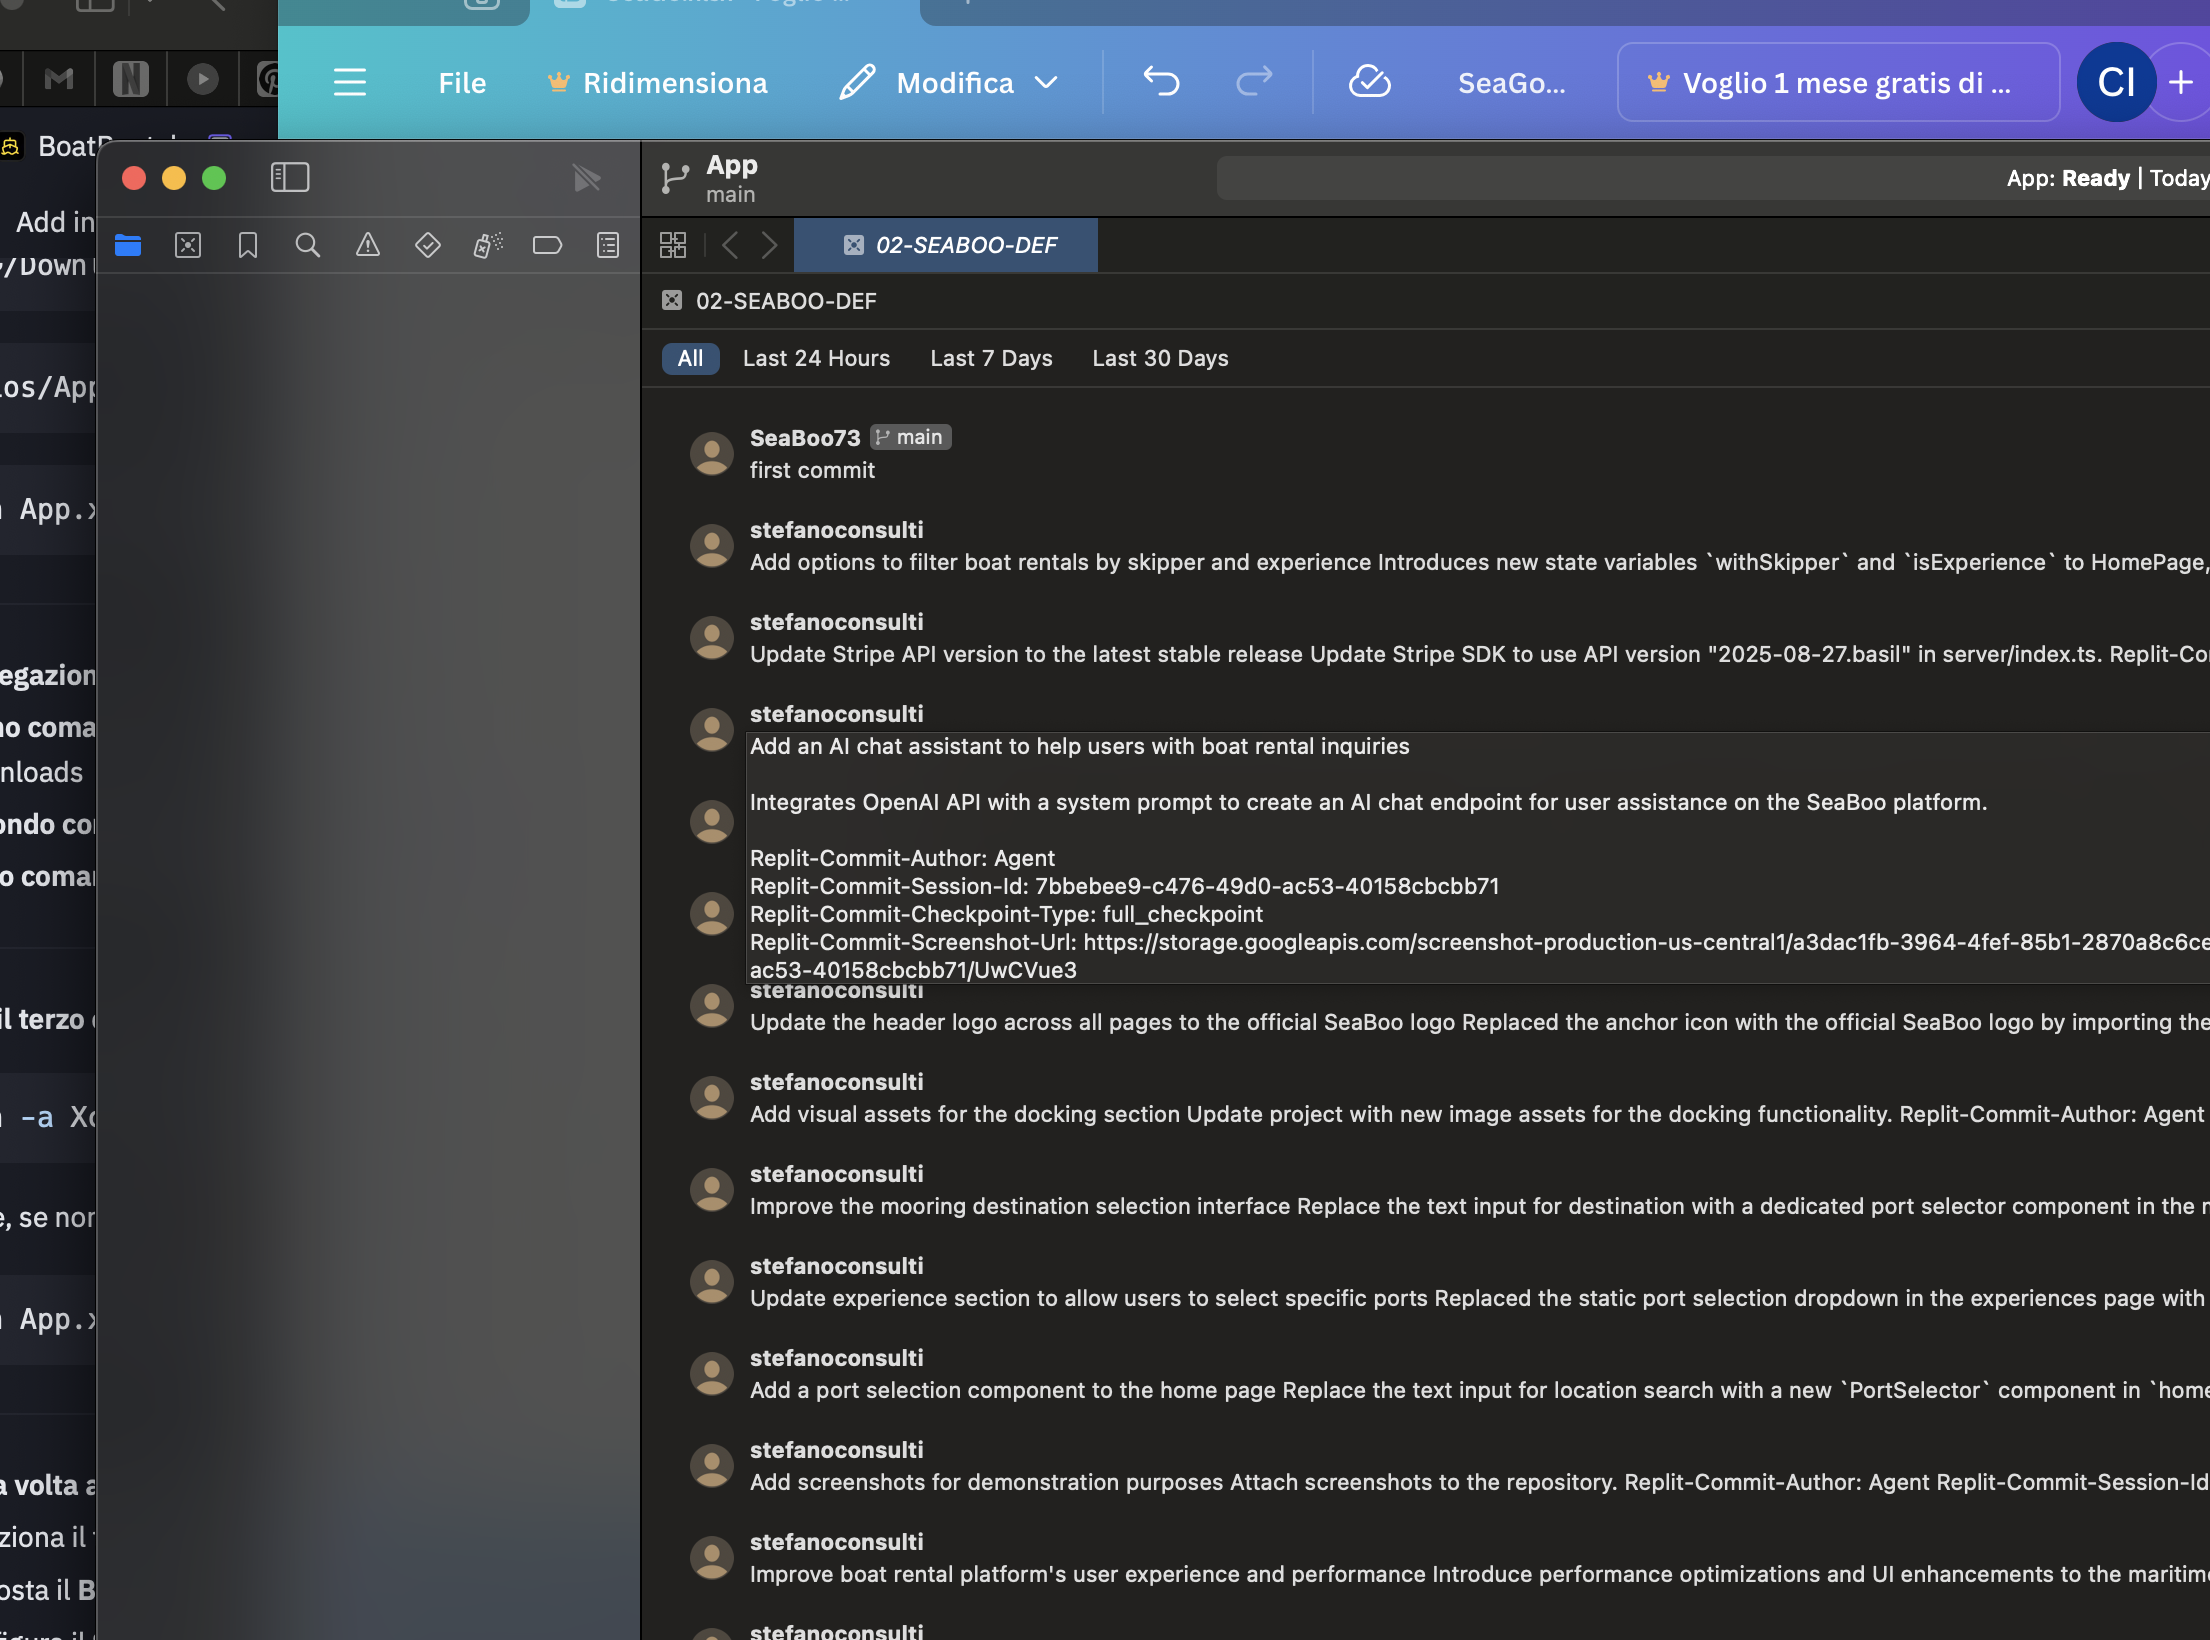 File
Ridimensiona
Modifica
SeaGo...
Voglio 1 mese gratis di ...
CI
BoatRental
Add in
/Down
os/App
App.x
egazion
no coma
nloads
ondo co
o coma
il terzo
-a Xc
e, se nor
App.x
a volta a
ziona il
osta il B
App
main
App: Ready | Today
02-SEABOO-DEF
02-SEABOO-DEF
All
Last 24 Hours
Last 7 Days
Last 30 Days
SeaBoo73 main
first commit
stefanoconsulti
Add options to filter boat rentals by skipper and experience Introduces new state variables `withSkipper` and `isExperience` to HomePage,
stefanoconsulti
Update Stripe API version to the latest stable release Update Stripe SDK to use API version "2025-08-27.basil" in server/index.ts. Replit-Co
stefanoconsulti
Add an AI chat assistant to help users with boat rental inquiries
Integrates OpenAI API with a system prompt to create an AI chat endpoint for user assistance on the SeaBoo platform.
Replit-Commit-Author: Agent
Replit-Commit-Session-Id: 7bbebee9-c476-49d0-ac53-40158cbcbb71
Replit-Commit-Checkpoint-Type: full_checkpoint
Replit-Commit-Screenshot-Url: https://storage.googleapis.com/screenshot-production-us-central1/a3dac1fb-3964-4fef-85b1-2870a8c6ce
ac53-40158cbcbb71/UwCVue3
stefanoconsulti
Update the header logo across all pages to the official SeaBoo logo Replaced the anchor icon with the official SeaBoo logo by importing the
stefanoconsulti
Add visual assets for the docking section Update project with new image assets for the docking functionality. Replit-Commit-Author: Agent
stefanoconsulti
Improve the mooring destination selection interface Replace the text input for destination with a dedicated port selector component in the
stefanoconsulti
Update experience section to allow users to select specific ports Replaced the static port selection dropdown in the experiences page with
stefanoconsulti
Add a port selection component to the home page Replace the text input for location search with a new `PortSelector` component in `home
stefanoconsulti
Add screenshots for demonstration purposes Attach screenshots to the repository. Replit-Commit-Author: Agent Replit-Commit-Session-Id
stefanoconsulti
Improve boat rental platform's user experience and performance Introduce performance optimizations and UI enhancements to the maritim
stefanoconsulti